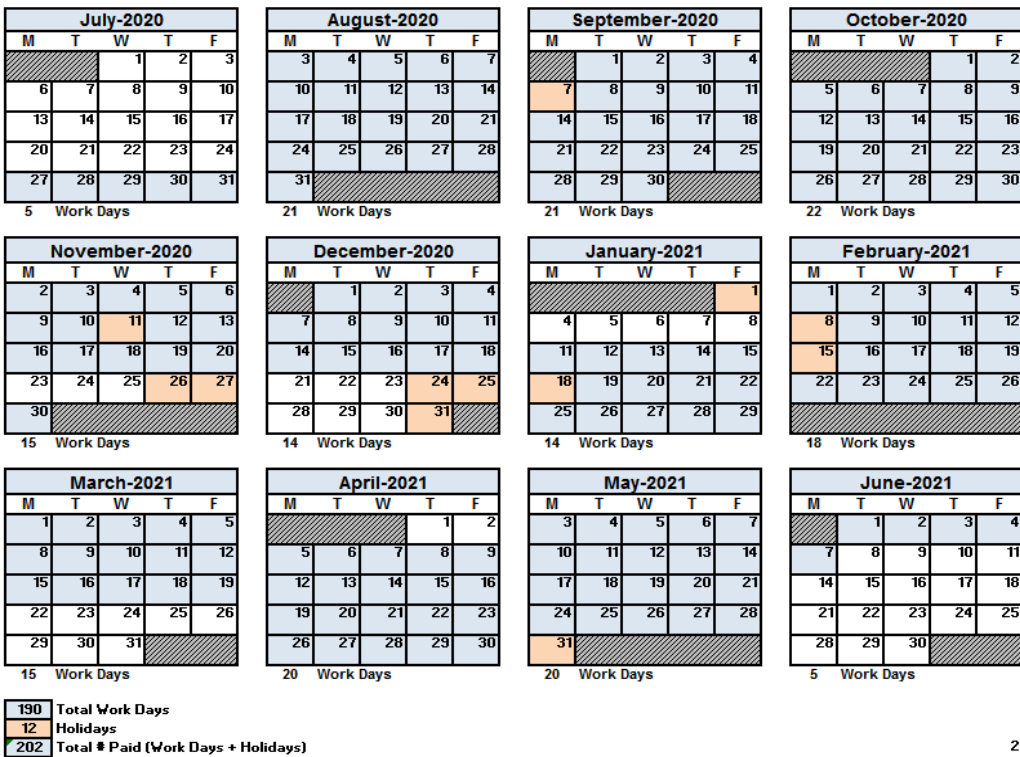 July-2020 August-2020 September-2020 October-2020
M T W T F M T W T F M T W T F M T W T F
1 2 3 3 4 5 6 7 1 2 3 4 1 2
6 7 8 9 10 10 11 12 13 14 7 8 9 10 11 5 6 7 8 9
13 14 15 16 17 17 18 19 20 21 14 15 16 17 18 12 13 14 15 16
20 21 22 23 24 24 25 26 27 28 21 22 23 24 25 19 20 21 22 23
27 28 29 30 31 31 28 29 30 26 27 28 29 30
5 Work Days 21 Work Days 21 Work Days 22 Work Days
November-2020 December-2020 January-2021 February-2021
M T W T F M T W T F M T W T F M T W T F
2 3 4 5 6 1 2 3 4 1 1 2 3 4 5
9 10 11 12 13 7 8 9 10 11 4 5 6 7 8 8 9 10 11 12
16 17 18 19 20 14 15 16 17 18 11 12 13 14 15 15 16 17 18 19
23 24 25 26 27 21 22 23 24 25 18 19 20 21 22 22 23 24 25 26
30 28 29 30 31 25 26 27 28 29
15 Work Days 14 Work Days 14 Work Days 18 Work Days
March-2021 April-2021 May-2021 June-2021
M T W T F M T W T F M T W T F M T W T F
1 2 3 4 5 1 2 3 4 5 6 7 1 2 3 4
8 9 10 11 12 5 6 7 8 9 10 11 12 13 14 7 8 9 10 11
15 16 17 18 19 12 13 14 15 16 17 18 19 20 21 14 15 16 17 18
22 23 24 25 26 19 20 21 22 23 24 25 26 27 28 21 22 23 24 25
29 30 31 26 27 28 29 30 31 28 29 30
15 Work Days 20 Work Days 20 Work Days 5 Work Days
190 Total Work Days
12 Holidays
202 Total # Paid (Work Days + Holidays) 2